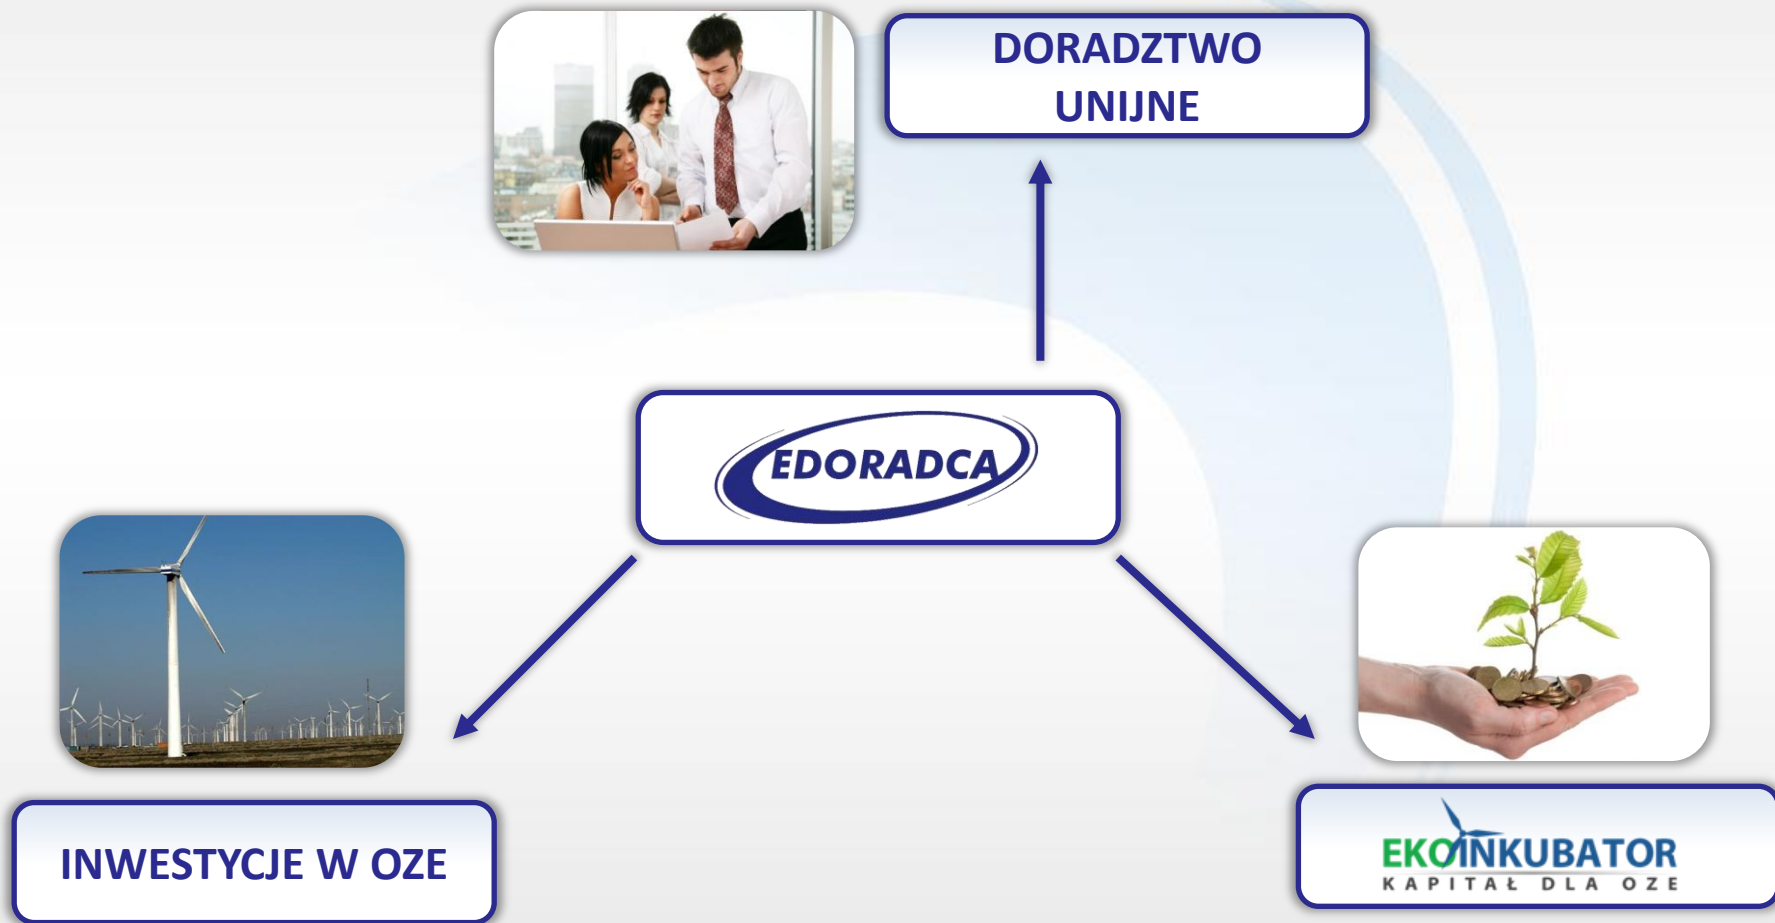 DORADZTWO
UNIJNE
EDORADCA
INWESTYCJE W OZE
EKOINKUBATOR
KAPITAŁ DLA OZE